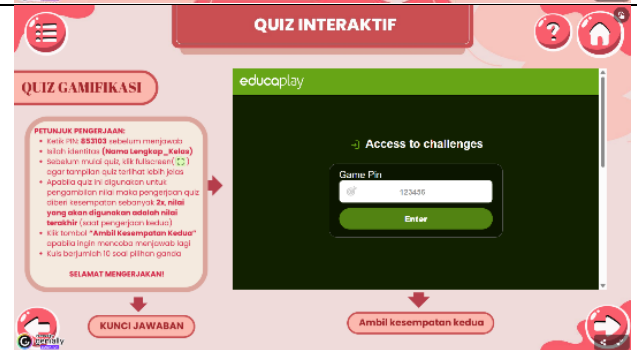 QUIZ INTERAKTIF
?
QUIZ GAMIFIKASI
PETUNJUK PENGERJAAN:
• Ketik PIN: 853103 sebelum menjawab
• Isilah identitas (Nama Lengkap_Kelas)
• Sebelum mulai quiz, klik fullscreen( )
agar tampilan quiz terlihat lebih jelas
• Apabila quiz ini digunakan untuk
pengambilan nilai maka pengerjaan quiz
diberi kesempatan sebanyak 2x, nilai
yang akan digunakan adalah nilai
terakhir (saat pengerjaan kedua)
• Klik tombol "Ambil Kesempatan Kedua"
apabila ingin mencoba menjawab lagi
• Kuis berjumlah 10 soal pilihan ganda
SELAMAT MENGERJAKAN!
educaplay
Access to challenges
Game Pin
123456
Enter
KUNCI JAWABAN
Ambil kesempatan kedua
genially